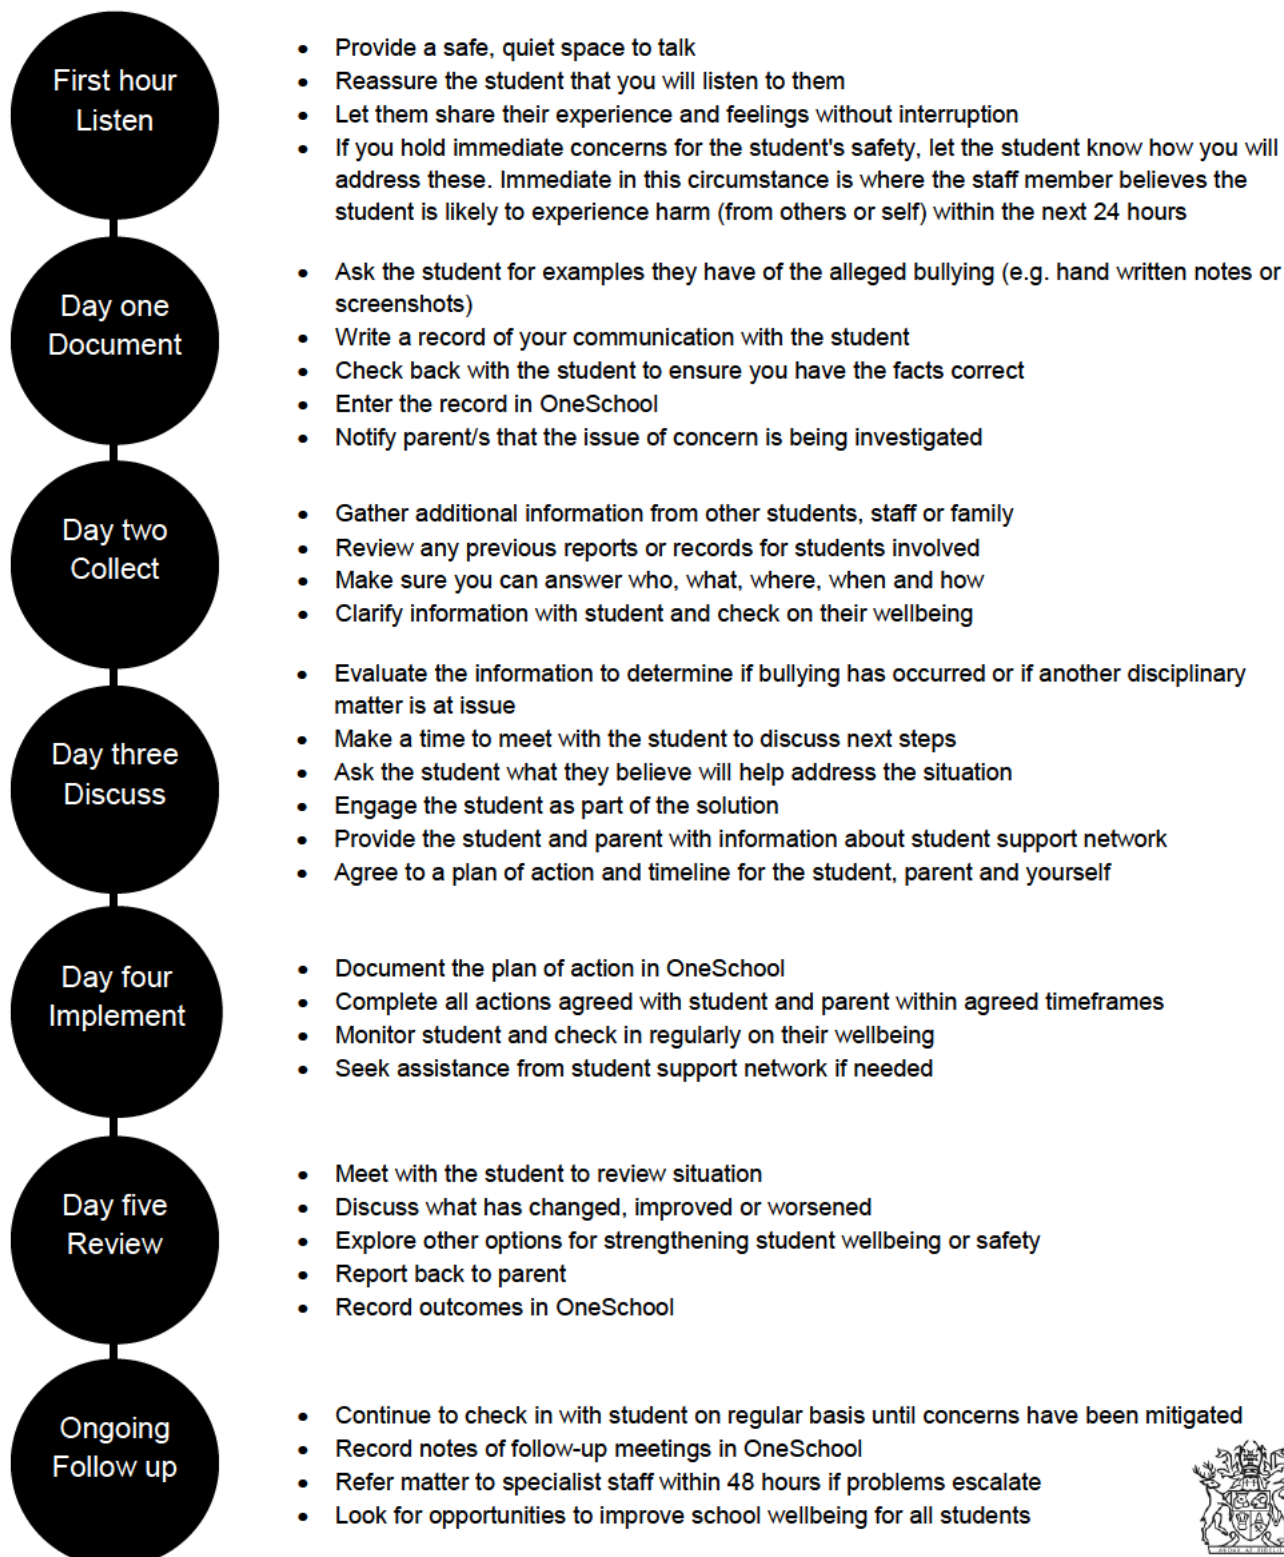 First hour
Listen
• Provide a safe, quiet space to talk
• Reassure the student that you will listen to them
• Let them share their experience and feelings without interruption
• If you hold immediate concerns for the student's safety, let the student know how you will
address these. Immediate in this circumstance is where the staff member believes the
student is likely to experience harm (from others or self) within the next 24 hours
Day one
Document
• Ask the student for examples they have of the alleged bullying (e.g. hand written notes or
screenshots)
• Write a record of your communication with the student
• Check back with the student to ensure you have the facts correct
• Enter the record in OneSchool
• Notify parent/s that the issue of concern is being investigated
Day two
Collect
• Gather additional information from other students, staff or family
• Review any previous reports or records for students involved
• Make sure you can answer who, what, where, when and how
• Clarify information with student and check on their wellbeing
Day three
Discuss
• Evaluate the information to determine if bullying has occurred or if another disciplinary
matter is at issue
• Make a time to meet with the student to discuss next steps
• Ask the student what they believe will help address the situation
• Engage the student as part of the solution
• Provide the student and parent with information about student support network
• Agree to a plan of action and timeline for the student, parent and yourself
Day four
Implement
• Document the plan of action in OneSchool
• Complete all actions agreed with student and parent within agreed timeframes
• Monitor student and check in regularly on their wellbeing
• Seek assistance from student support network if needed
Day five
Review
• Meet with the student to review situation
• Discuss what has changed, improved or worsened
• Explore other options for strengthening student wellbeing or safety
• Report back to parent
• Record outcomes in OneSchool
Ongoing
Follow up
• Continue to check in with student on regular basis until concerns have been mitigated
• Record notes of follow-up meetings in OneSchool
• Refer matter to specialist staff within 48 hours if problems escalate
• Look for opportunities to improve school wellbeing for all students